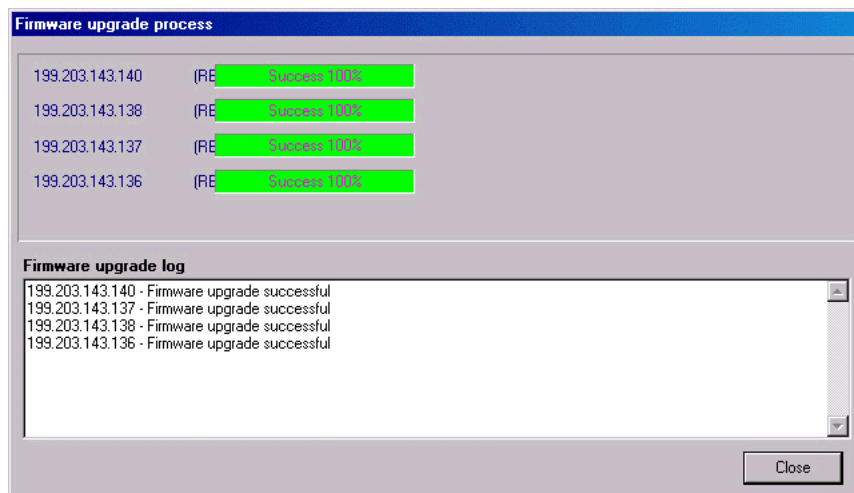 Firmware upgrade process
199.203.143.140 (RE Success 100%
199.203.143.138 (RE Success 100%
199.203.143.137 (RE Success 100%
199.203.143.136 (RE Success 100%
Firmware upgrade log
199.203.143.140 - Firmware upgrade successful
199.203.143.137 - Firmware upgrade successful
199.203.143.138 - Firmware upgrade successful
199.203.143.136 - Firmware upgrade successful
Close